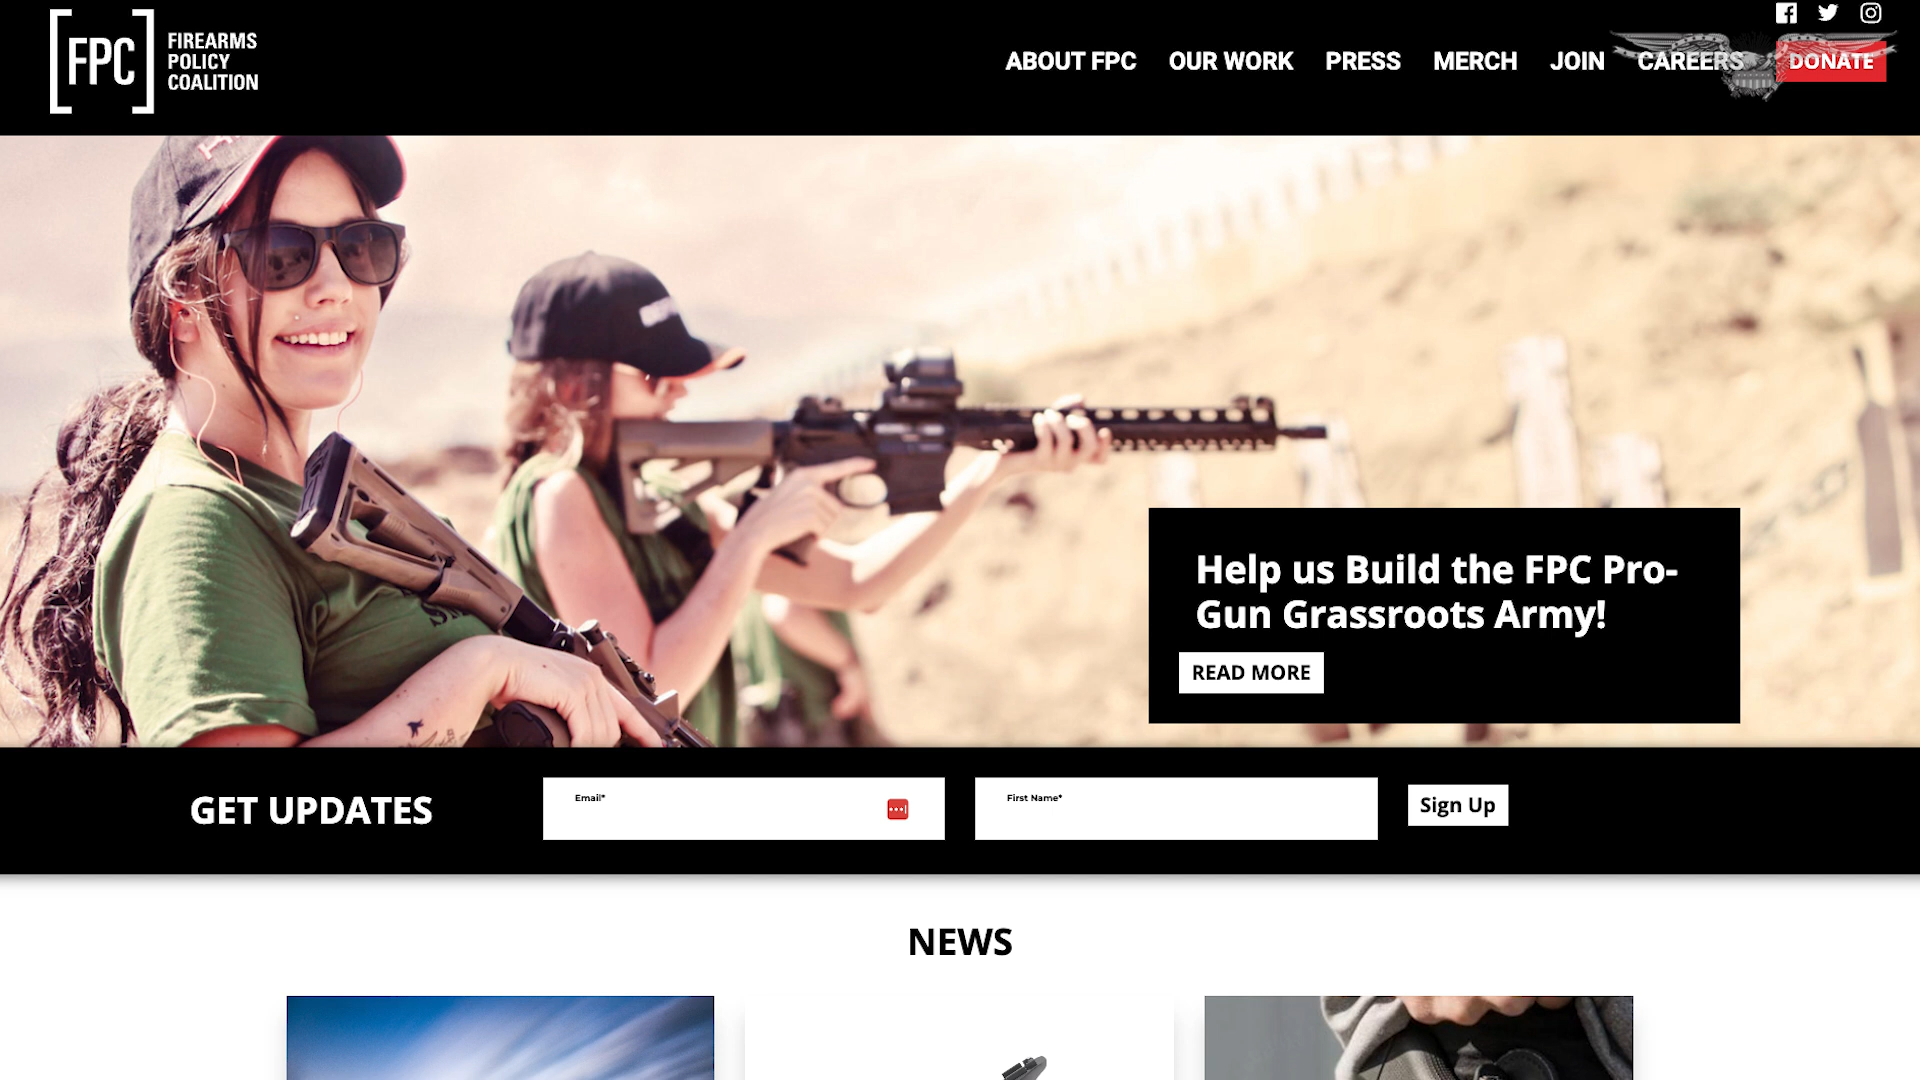 FPC
FIREARMS
POLICY
COALITION
ABOUT FPC
OUR WORK
PRESS
MERCH
JOIN
CAREERS
DONATE
Help us Build the FPC Pro-
Gun Grassroots Army!
READ MORE
GET UPDATES
Email*
First Name*
Sign Up
NEWS